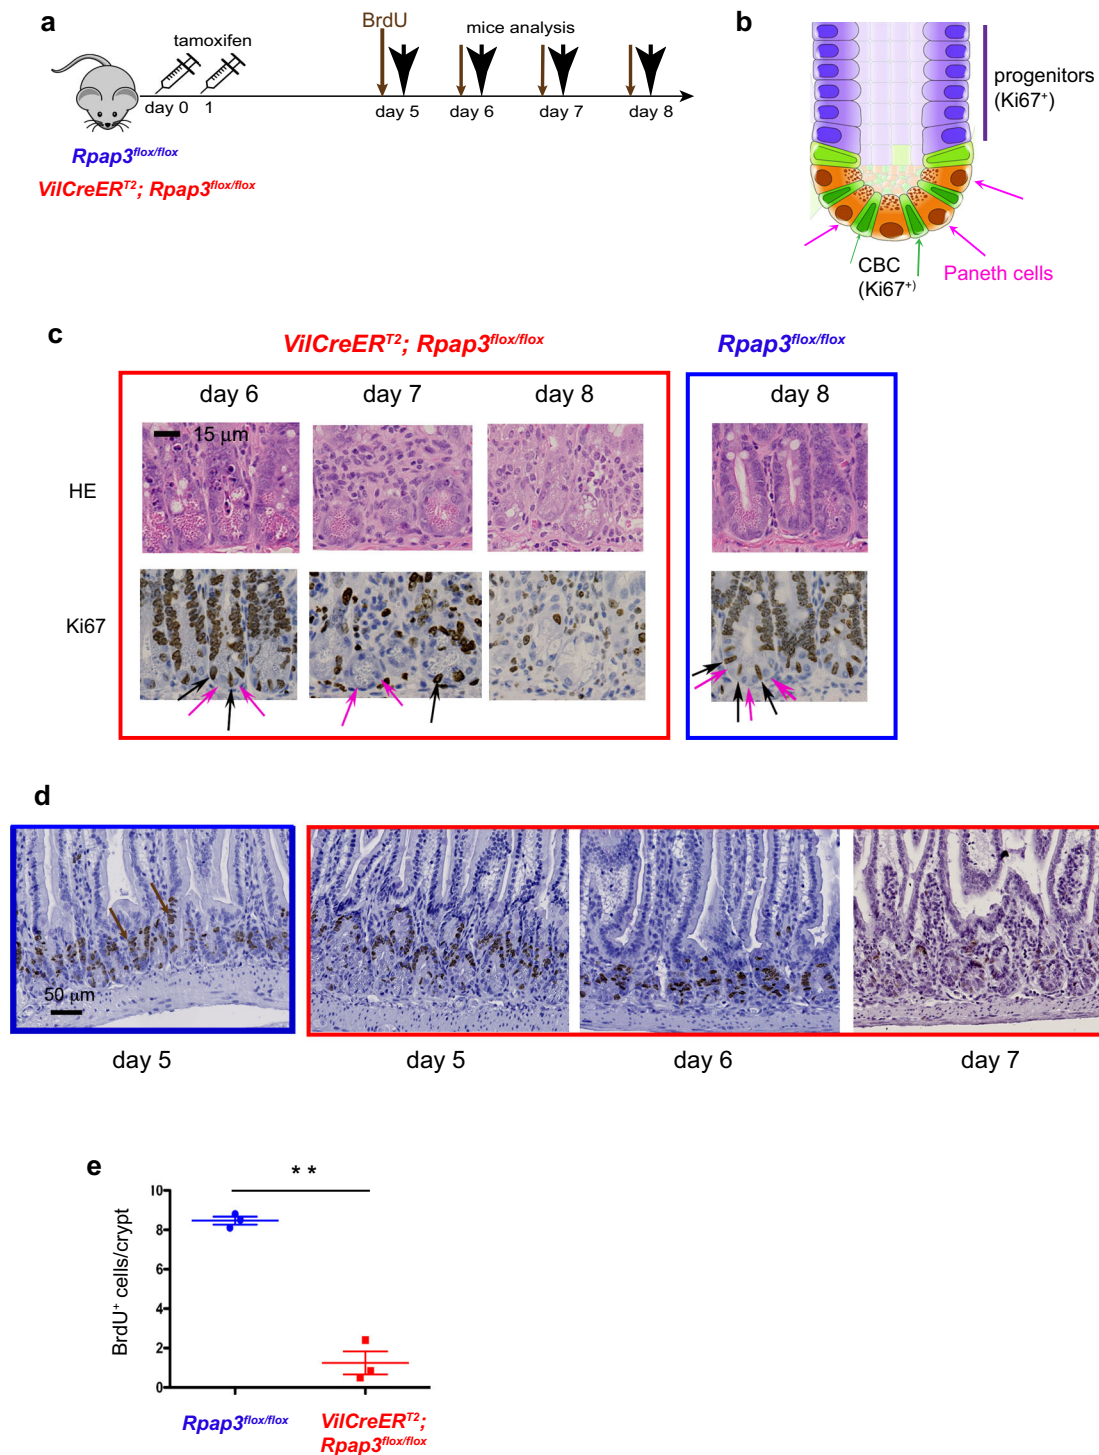 a
tamoxifen
BrdU
mice analysis
day 0 1 day 5 day 6 day 7 day 8
Rpap3flox/flox
VilCreERT2; Rpap3flox/flox
b
progenitors
(Ki67+)
CBC
(Ki67+)
Paneth cells
c
VilCreERT2; Rpap3flox/flox
Rpap3flox/flox
day 6 day 7 day 8 day 8
15 μm
HE
Ki67
d
50 μm
day 5 day 5 day 6 day 7
e
**
BrdU+ cells/crypt
10
8
6
4
2
0
Rpap3flox/flox
VilCreERT2;
Rpap3flox/flox